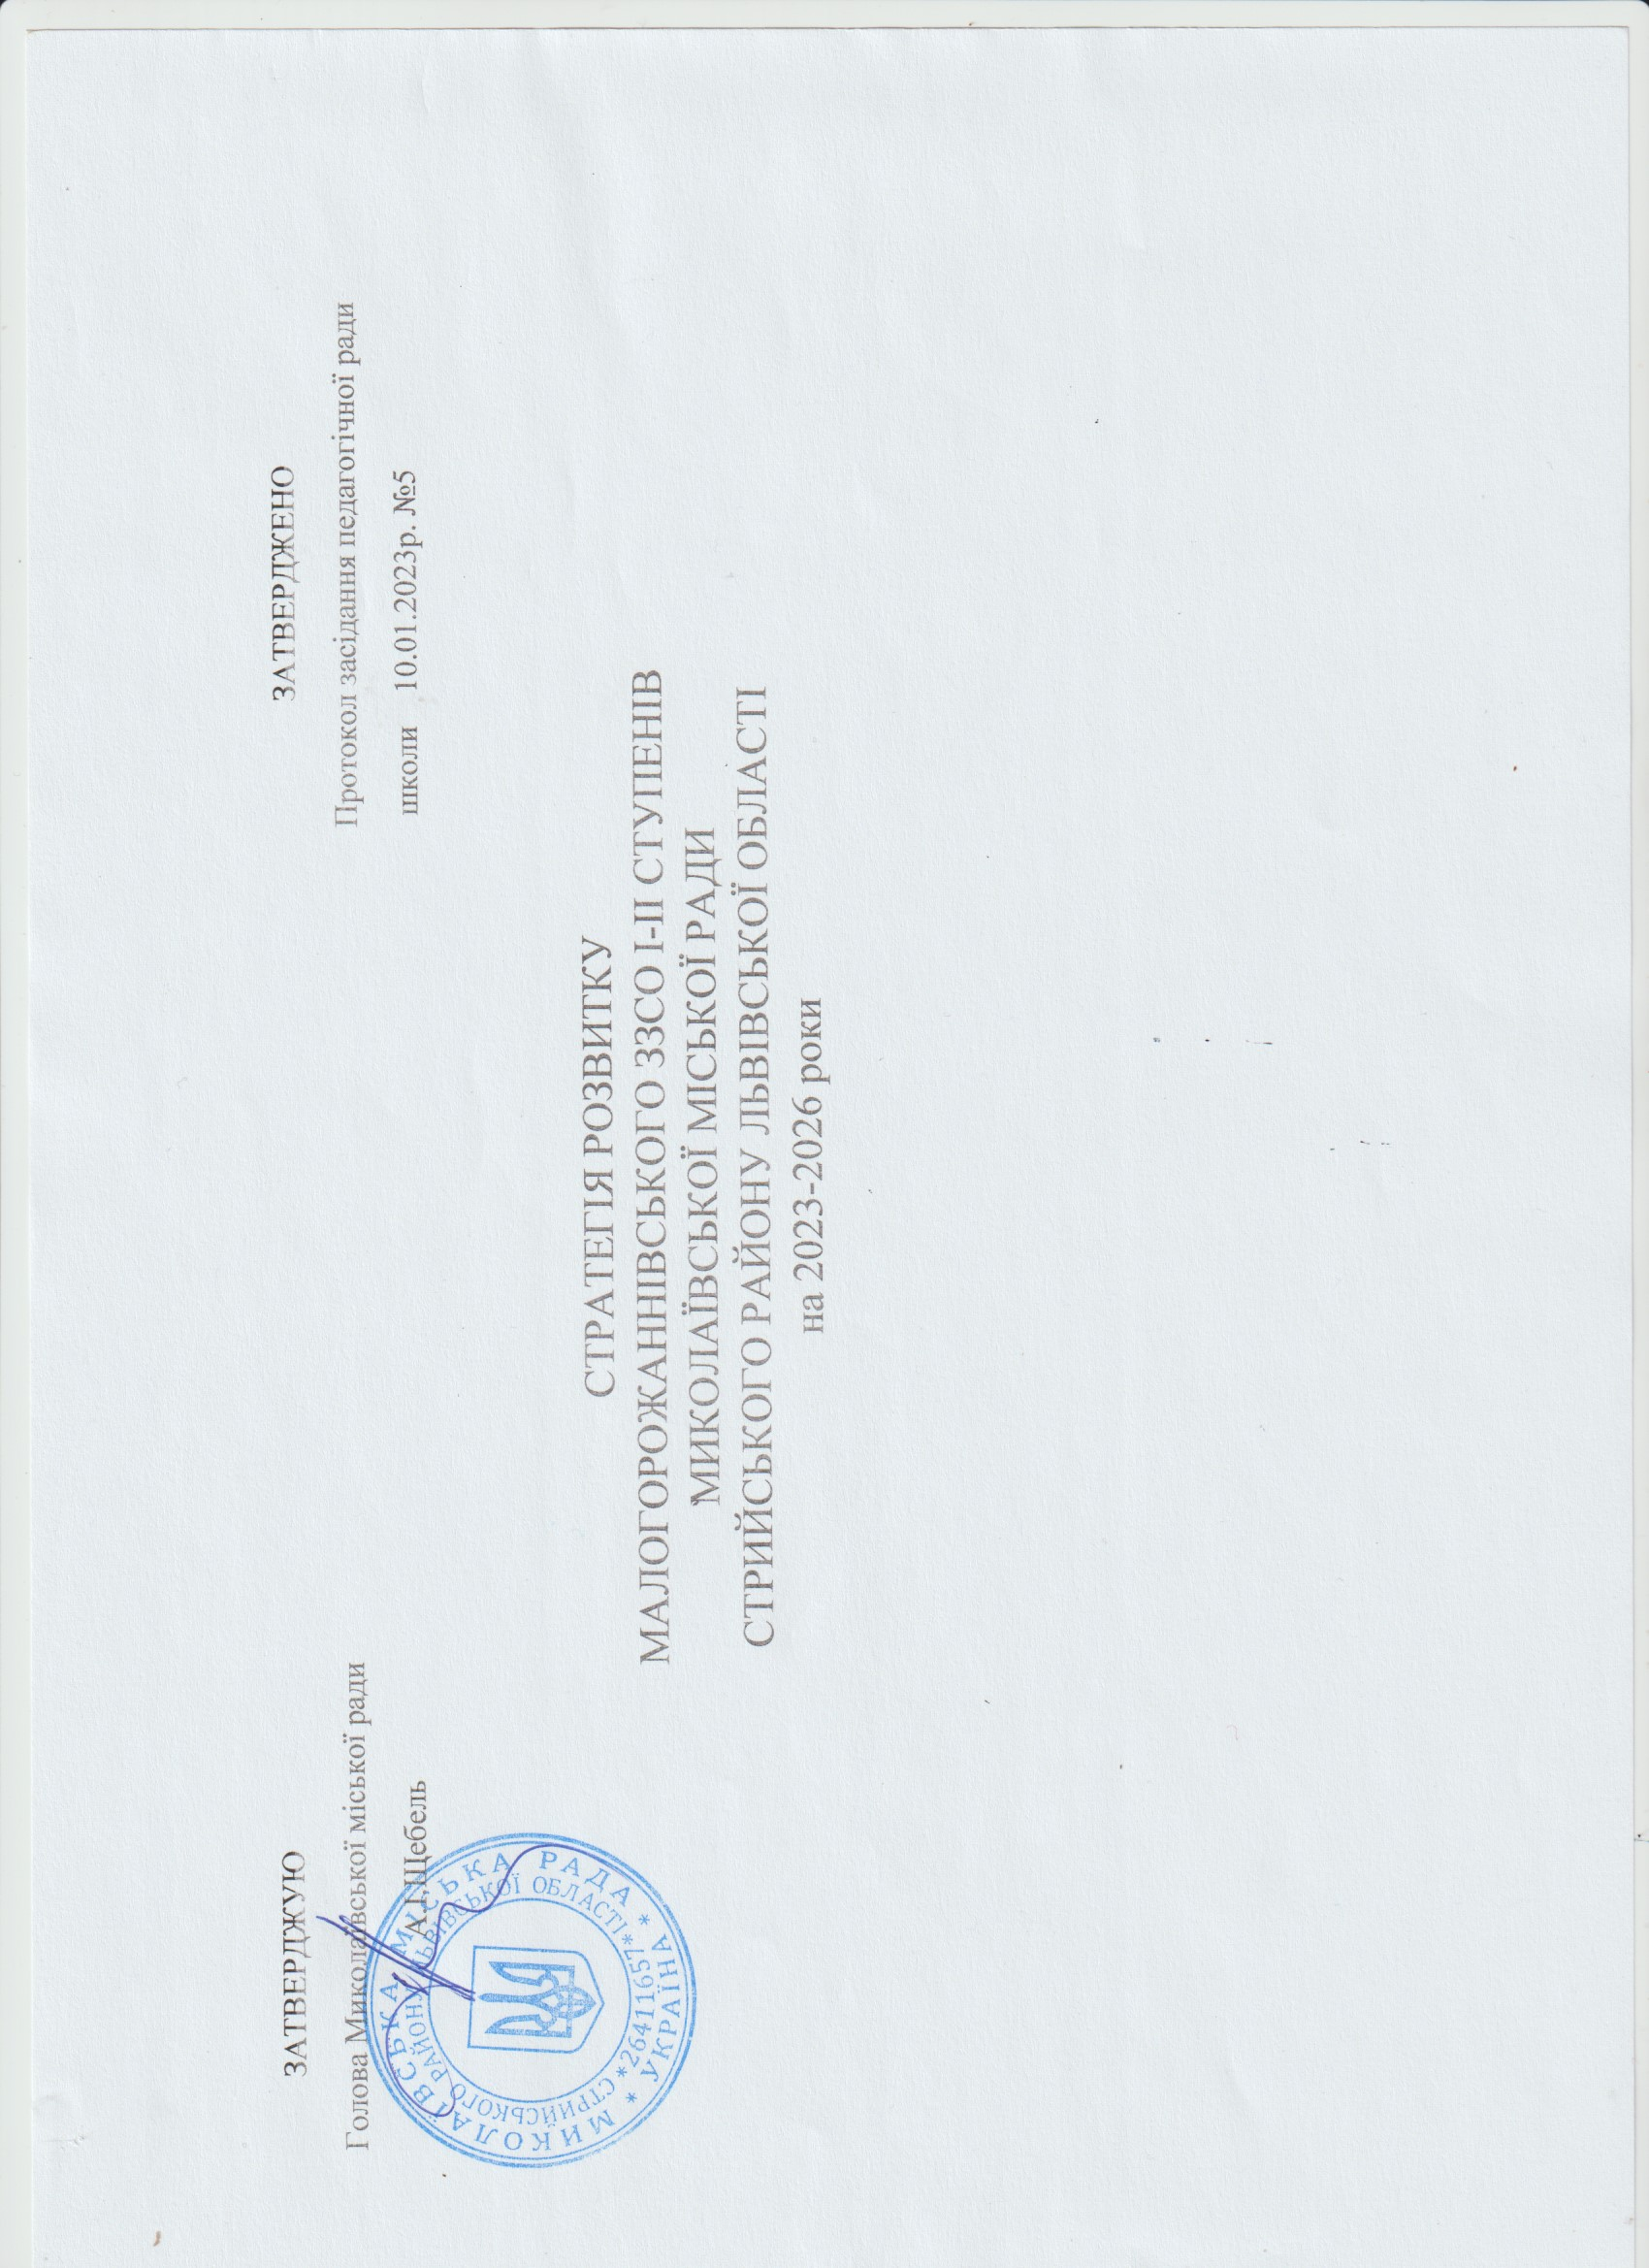 ЗАТВЕРДЖУЮ
Голова Миколаївської міської ради
А.І.Щебель
МИКОЛАЇВСЬКА МІСЬКА РАДА * УКРАЇНА *
СТРИЙСЬКОГО РАЙОНУ ЛЬВІВСЬКОЇ ОБЛАСТІ
*26411657*
ЗАТВЕРДЖЕНО
Протокол засідання педагогічної ради
школи 10.01.2023р. №5
СТРАТЕГІЯ РОЗВИТКУ
МАЛОГОРОЖАННІВСЬКОГО ЗЗСО І-ІІ СТУПЕНІВ
МИКОЛАЇВСЬКОЇ МІСЬКОЇ РАДИ
СТРИЙСЬКОГО РАЙОНУ ЛЬВІВСЬКОЇ ОБЛАСТІ
на 2023-2026 роки